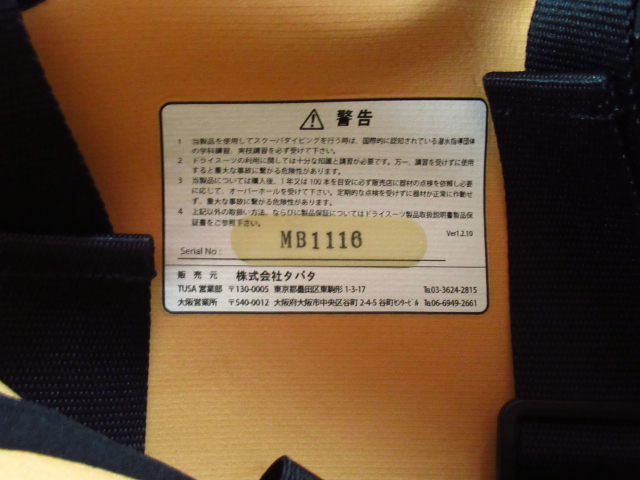 警告
1 当製品を使用してスクーバダイビングを行う時は、国際的に認知されている潜水指導団体
の学科講習、実技講習を必ず受けて下さい。
2 ドライスーツの利用に関しては十分な知識と講習が必要です。万一、講習を受けずに使用
すると重大な事故に繋がる危険性があります。
3 当製品については購入後、1年又は100本を目安に必ず販売店に器材の点検を依頼し必要
に応じて、オーバーホールを受けて下さい。定期的な点検を受けずに器材が正常に作動せ
ず、重大な事故に繋がる危険性があります。
4 上記以外の取扱い方法、ならびに製品保証についてはドライスーツ製品取扱説明書製品保
証書をご参照下さい。
Ver1.2.10
MB1116
Serial No :
販売元 株式会社タバタ
TUSA営業部 〒130-0005 東京都墨田区東駒形1-3-17 ℡03-3624-2815
大阪営業所 〒540-0012 大阪府大阪市中央区谷町2-4-5 谷町センタービル ℡06-6949-2661